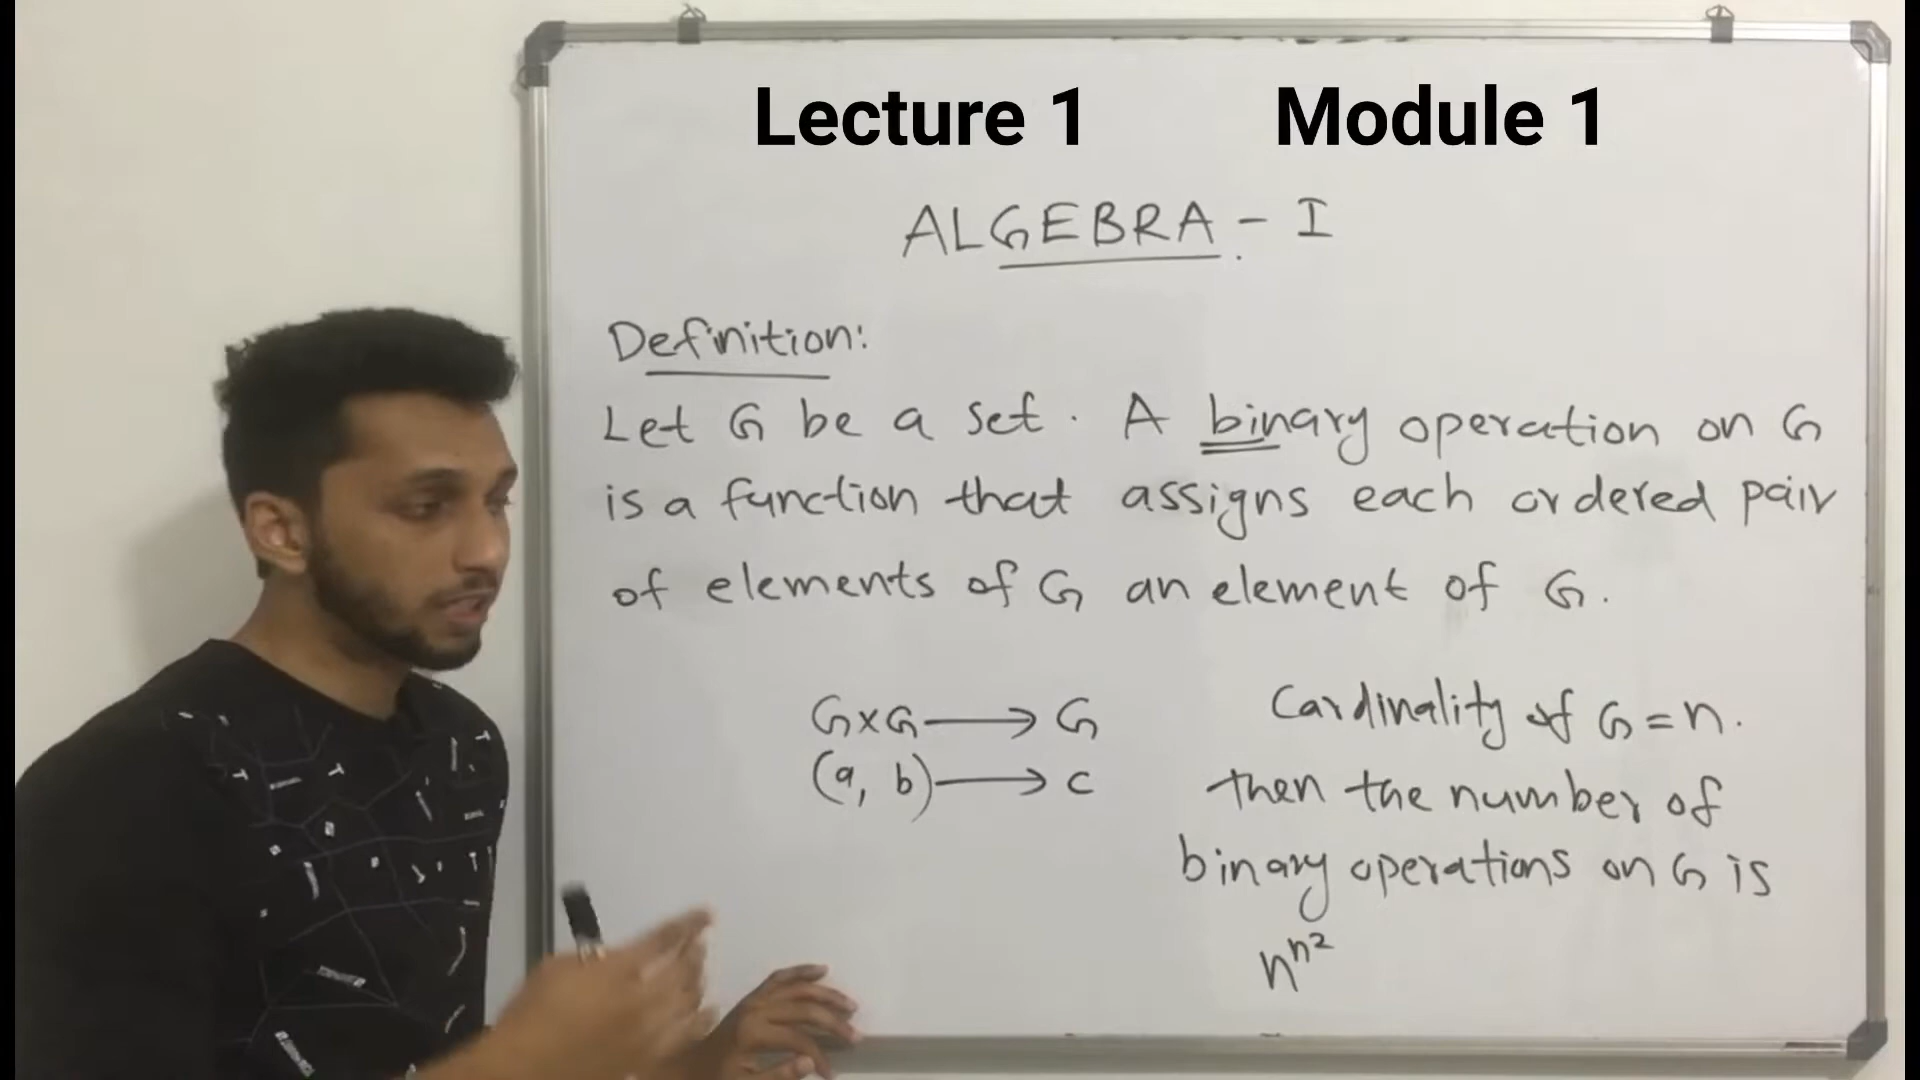 Lecture 1 Module 1
ALGEBRA - I
Definition:
Let G be a set. A binary operation on G
is a function that assigns each ordered pair
of elements of G an element of G.
G×G ⟶ G
(a, b) ⟶ c
Cardinality of G = n.
then the number of
binary operations on G is
n^n²